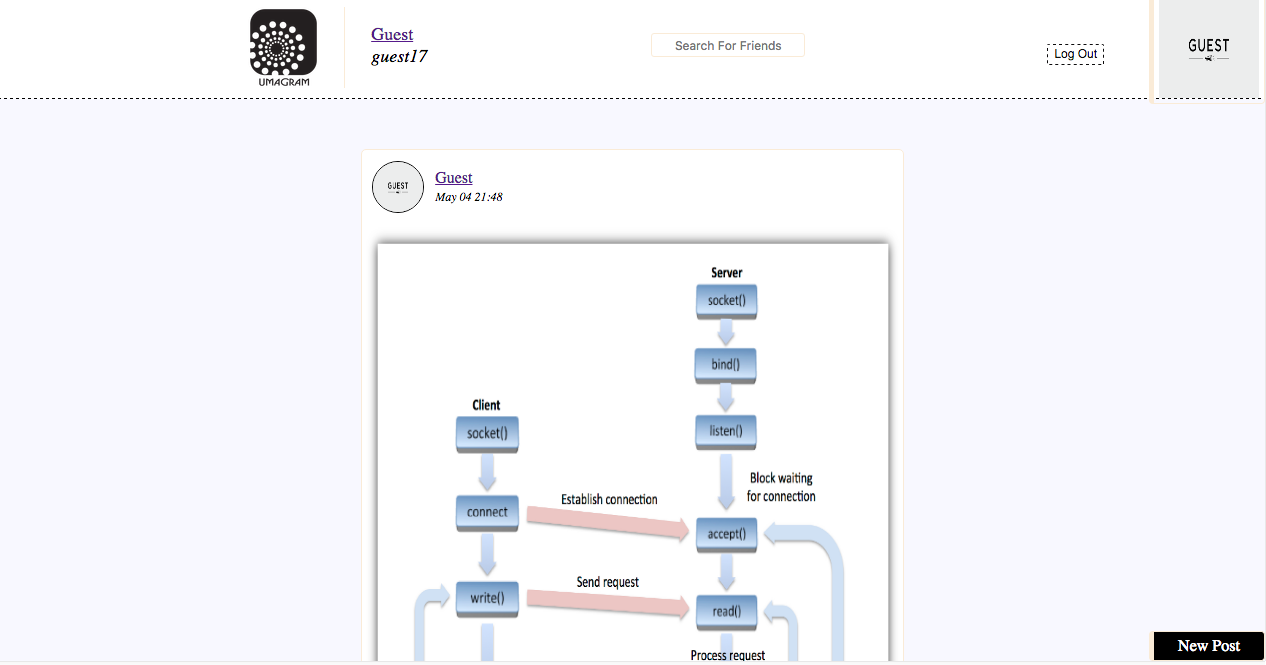 UMAGRAM
Guest
guest17
Search For Friends
Log Out
GUEST
GUEST
Guest
May 04 21:48
Server
socket()
bind()
listen()
Block waiting
for connection
Client
socket()
connect
Establish connection
accept()
write()
Send request
read()
Process request
New Post